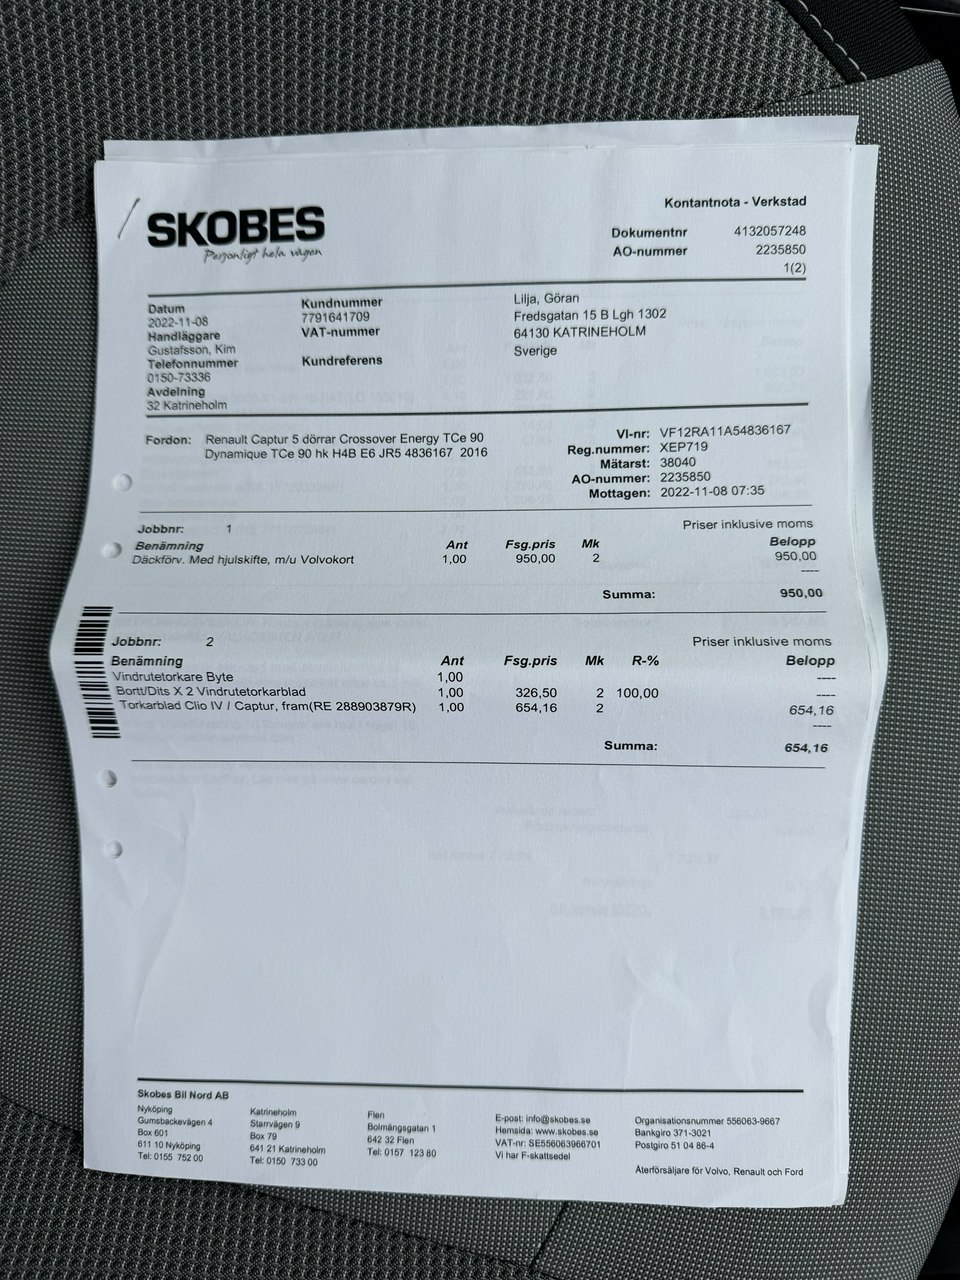 SKOBES
Personligt hela vägen
Kontantnota - Verkstad
Dokumentnr 4132057248
AO-nummer 2235850
1(2)
Datum
2022-11-08
Handläggare
Gustafsson, Kim
Telefonnummer
0150-73336
Avdelning
32 Katrineholm
Kundnummer
7791641709
VAT-nummer
Kundreferens
Lilja, Göran
Fredsgatan 15 B Lgh 1302
64130 KATRINEHOLM
Sverige
Fordon: Renault Captur 5 dörrar Crossover Energy TCe 90
Dynamique TCe 90 hk H4B E6 JR5 4836167 2016
VI-nr: VF12RA11A54836167
Reg.nummer: XEP719
Mätarst: 38040
AO-nummer: 2235850
Mottagen: 2022-11-08 07:35
Jobbnr: 1 Priser inklusive moms
Benämning Ant Fsg.pris Mk Belopp
Däckförv. Med hjulskifte, m/u Volvokort 1,00 950,00 2 950,00
----
Summa: 950,00
Jobbnr: 2 Priser inklusive moms
Benämning Ant Fsg.pris Mk R-% Belopp
Vindrutetorkare Byte 1,00 ----
Bortt/Dits X 2 Vindrutetorkarblad 1,00 326,50 2 100,00 ----
Torkarblad Clio IV / Captur, fram(RE 288903879R) 1,00 654,16 2 654,16
----
Summa: 654,16
Skobes Bil Nord AB
Nyköping
Gumsbackevägen 4
Box 601
611 10 Nyköping
Tel: 0155 752 00
Katrineholm
Starrvägen 9
Box 79
641 21 Katrineholm
Tel: 0150 733 00
Flen
Bolmängsgatan 1
642 32 Flen
Tel: 0157 123 80
E-post: info@skobes.se
Hemsida: www.skobes.se
VAT-nr: SE556063966701
Vi har F-skattsedel
Organisationsnummer 556063-9667
Bankgiro 371-3021
Postgiro 51 04 86-4
Återförsäljare för Volvo, Renault och Ford